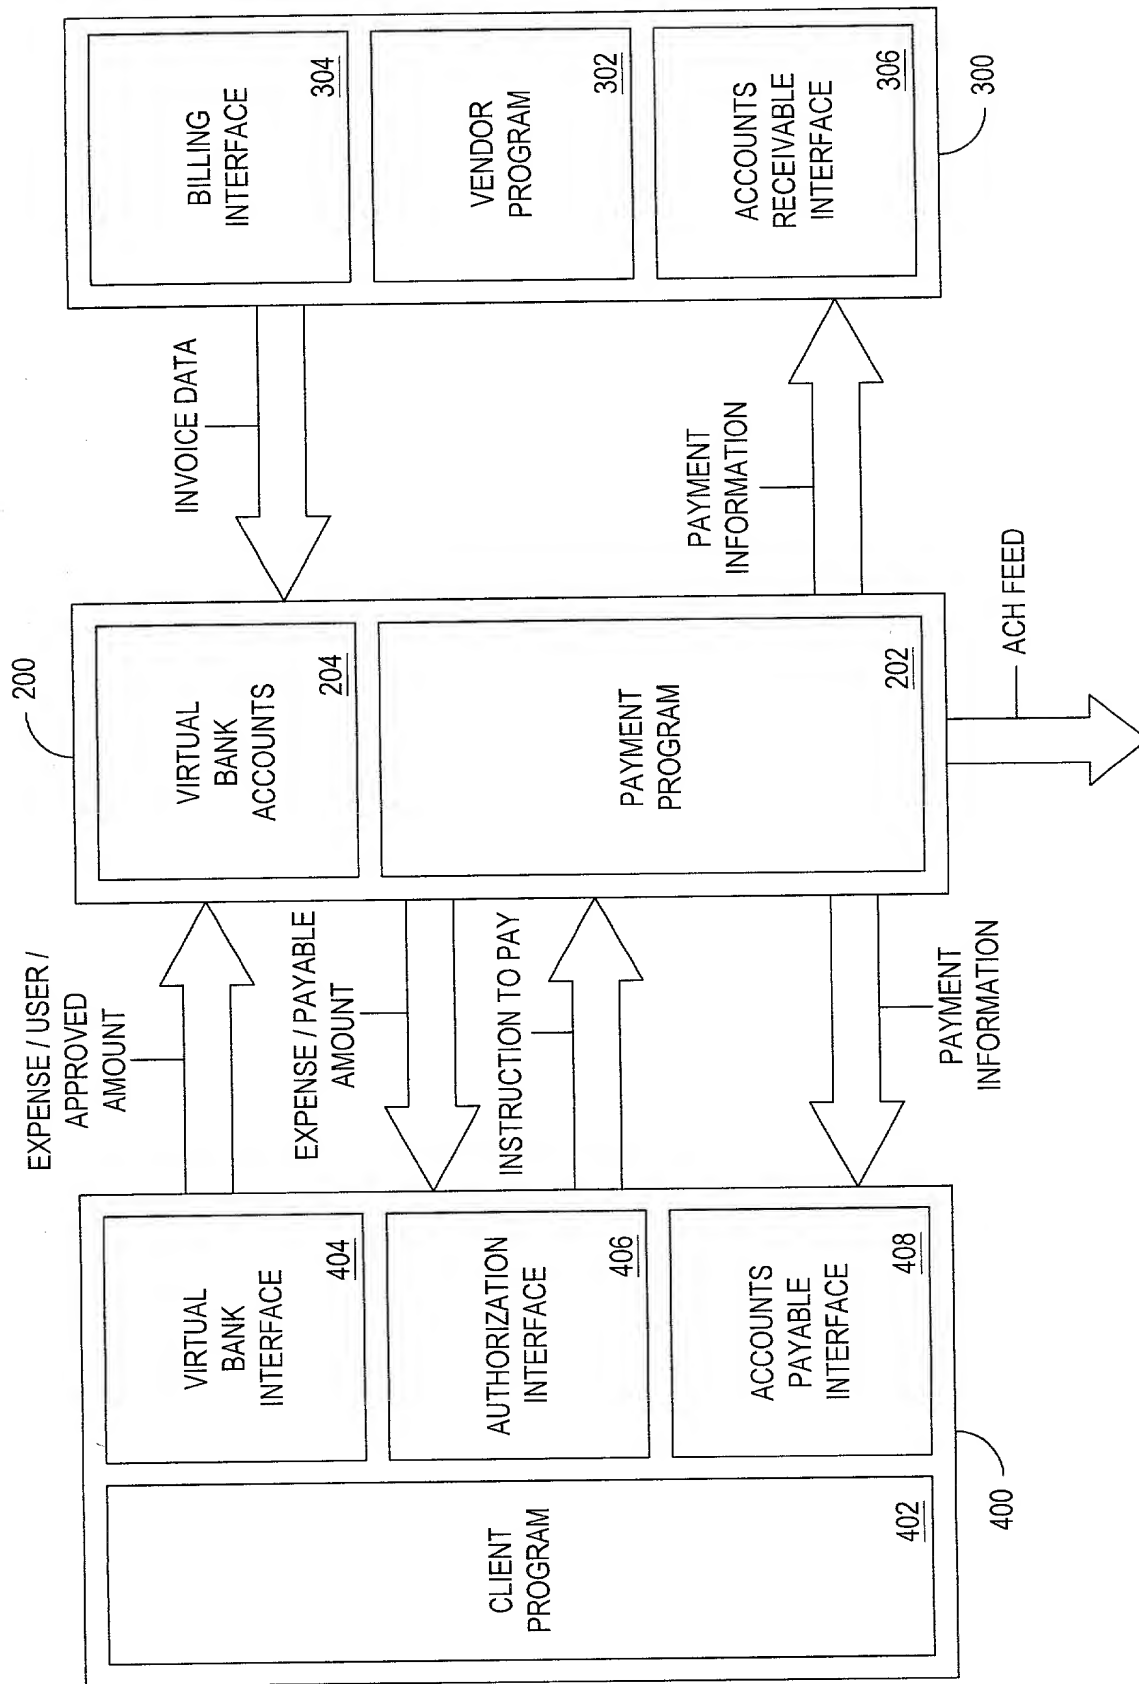 EXPENSE / USER /
APPROVED
AMOUNT
200
INVOICE DATA
CLIENT
PROGRAM
402
VIRTUAL
BANK
INTERFACE
404
VIRTUAL
BANK
ACCOUNTS
204
BILLING
INTERFACE
304
EXPENSE / PAYABLE
AMOUNT
AUTHORIZATION
INTERFACE
406
INSTRUCTION TO PAY
PAYMENT
PROGRAM
202
VENDOR
PROGRAM
302
PAYMENT
INFORMATION
ACCOUNTS
PAYABLE
INTERFACE
408
ACCOUNTS
RECEIVABLE
INTERFACE
306
PAYMENT
INFORMATION
400
ACH FEED
300